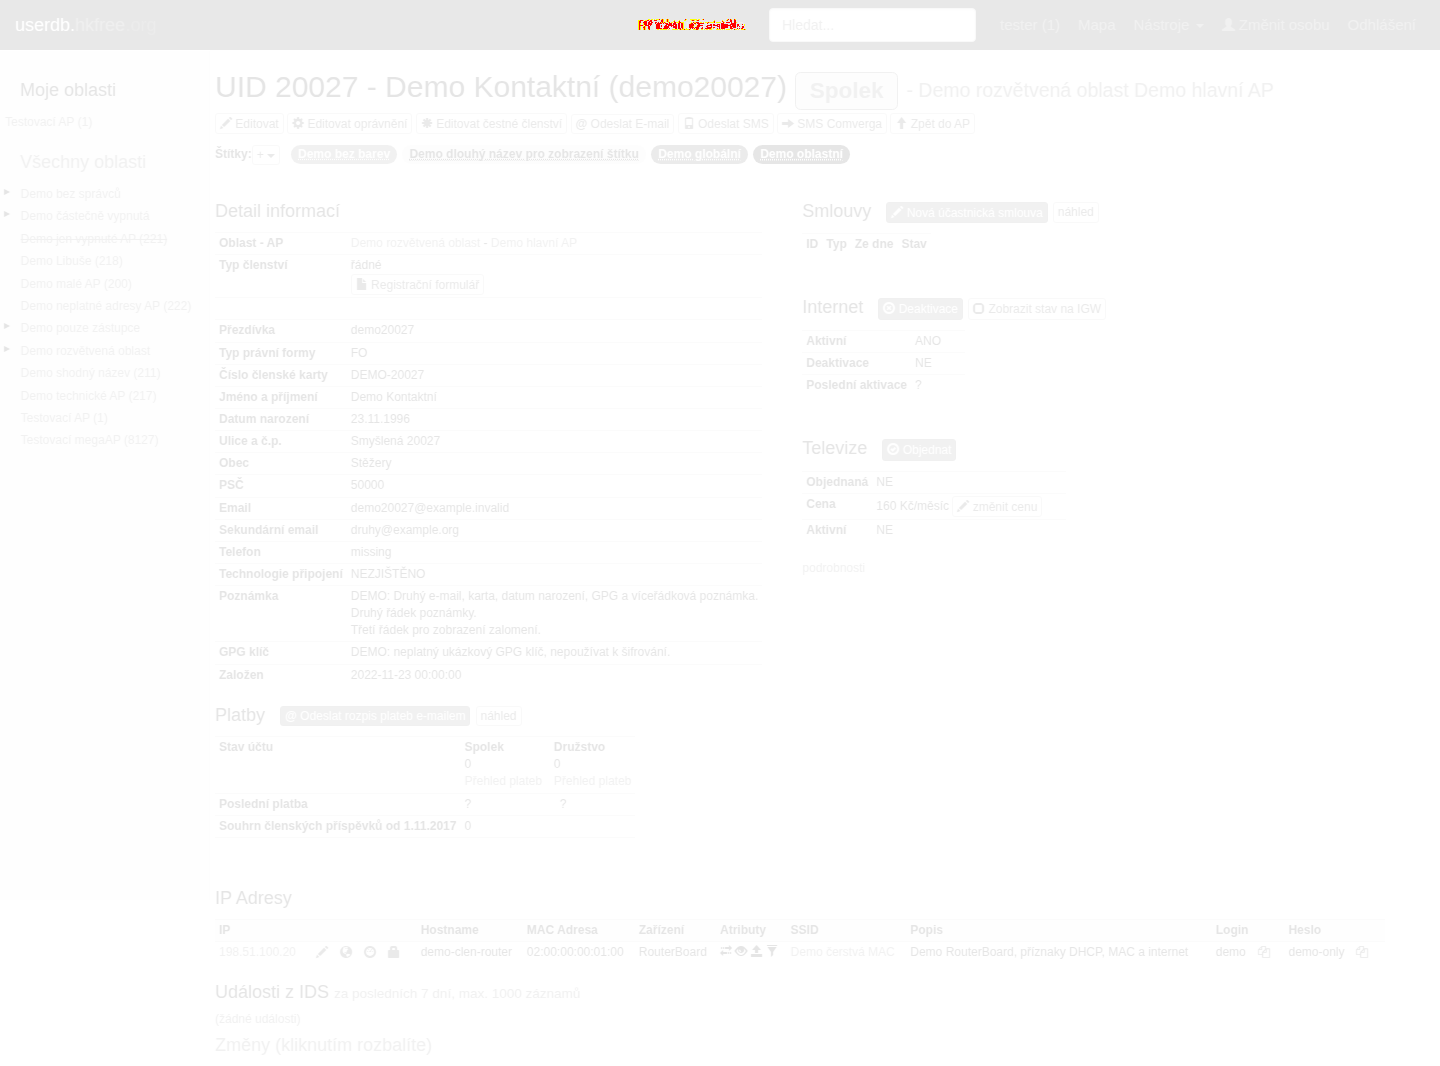 userdb.hkfree.org
Hledat...
tester (1) Mapa Nástroje Změnit osobu Odhlášení
Moje oblasti
Testovací AP (1)
Všechny oblasti
Demo bez správců
Demo částečně vypnutá
Demo jen vypnuté AP (221)
Demo Libuše (218)
Demo malé AP (200)
Demo neplatné adresy AP (222)
Demo pouze zástupce
Demo rozvětvená oblast
Demo shodný název (211)
Demo technické AP (217)
Testovací AP (1)
Testovací megaAP (8127)
UID 20027 - Demo Kontaktní (demo20027) Spolek - Demo rozvětvená oblast Demo hlavní AP
Editovat Editovat oprávnění Editovat čestné členství @ Odeslat E-mail Odeslat SMS SMS Comverga Zpět do AP
Štítky: + Demo bez barev Demo dlouhý název pro zobrazení štítku Demo globální Demo oblastní
Detail informací
Oblast - AP Demo rozvětvená oblast - Demo hlavní AP
Typ členství řádné
Registrační formulář
Přezdívka demo20027
Typ právní formy FO
Číslo členské karty DEMO-20027
Jméno a příjmení Demo Kontaktní
Datum narození 23.11.1996
Ulice a č.p. Smyšlená 20027
Obec Stěžery
PSČ 50000
Email demo20027@example.invalid
Sekundární email druhy@example.org
Telefon missing
Technologie připojení NEZJIŠTĚNO
Poznámka DEMO: Druhý e-mail, karta, datum narození, GPG a víceřádková poznámka.
Druhý řádek poznámky.
Třetí řádek pro zobrazení zalomení.
GPG klíč DEMO: neplatný ukázkový GPG klíč, nepoužívat k šifrování.
Založen 2022-11-23 00:00:00
Smlouvy Nová účastnická smlouva náhled
ID Typ Ze dne Stav
Internet Deaktivace Zobrazit stav na IGW
Aktivní ANO
Deaktivace NE
Poslední aktivace ?
Televize Objednat
Objednaná NE
Cena 160 Kč/měsíc změnit cenu
Aktivní NE
podrobnosti
Platby @ Odeslat rozpis plateb e-mailem náhled
Stav účtu Spolek Družstvo
0 0
Přehled plateb Přehled plateb
Poslední platba ? ?
Souhrn členských příspěvků od 1.11.2017 0
IP Adresy
IP Hostname MAC Adresa Zařízení Atributy SSID Popis Login Heslo
198.51.100.20 demo-clen-router 02:00:00:00:01:00 RouterBoard Demo čerstvá MAC Demo RouterBoard, příznaky DHCP, MAC a internet demo demo-only
Události z IDS za posledních 7 dní, max. 1000 záznamů
(žádné události)
Změny (kliknutím rozbalíte)